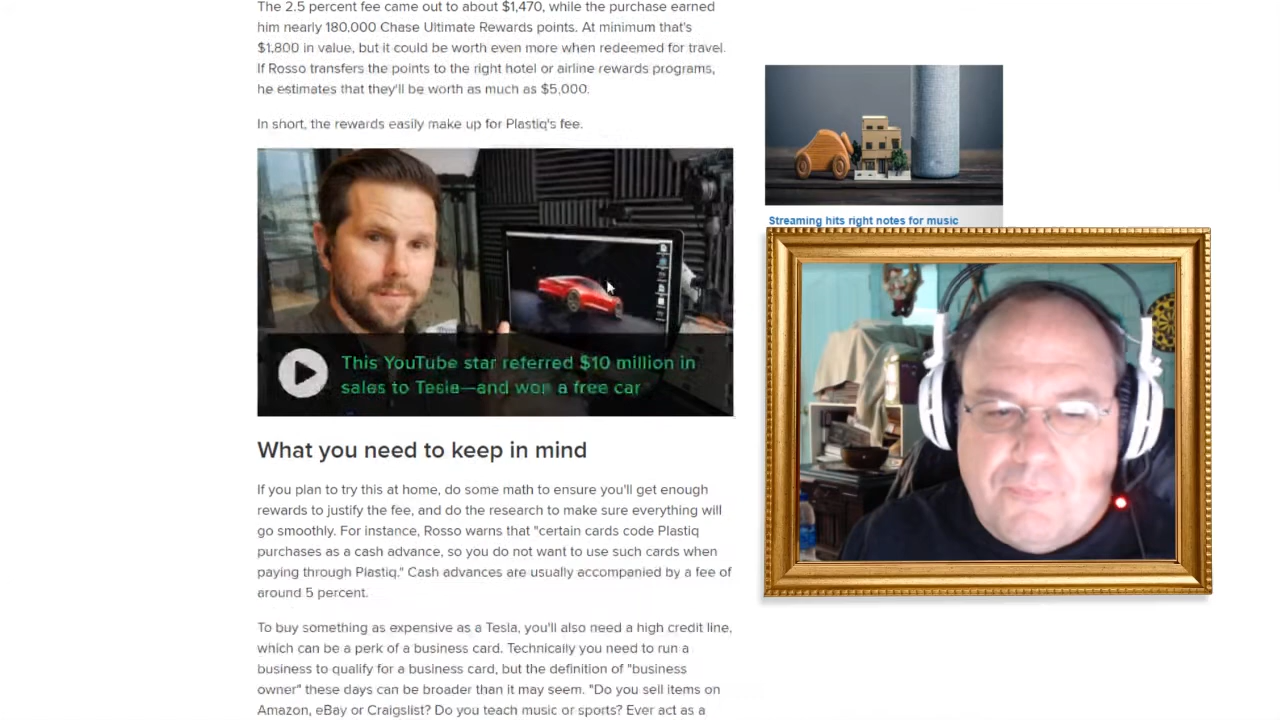 The 2.5 percent fee came out to about $1,470, while the purchase earned
him nearly 180,000 Chase Ultimate Rewards points. At minimum that's
$1,800 in value, but it could be worth even more when redeemed for travel.
If Rosso transfers the points to the right hotel or airline rewards programs,
he estimates that they'll be worth as much as $5,000.
In short, the rewards easily make up for Plastiq's fee.
This YouTube star referred $10 million in
sales to Tesla—and won a free car
What you need to keep in mind
If you plan to try this at home, do some math to ensure you'll get enough
rewards to justify the fee, and do the research to make sure everything will
go smoothly. For instance, Rosso warns that "certain cards code Plastiq
purchases as a cash advance, so you do not want to use such cards when
paying through Plastiq." Cash advances are usually accompanied by a fee of
around 5 percent.
To buy something as expensive as a Tesla, you'll also need a high credit line,
which can be a perk of a business card. Technically you need to run a
business to qualify for a business card, but the definition of "business
owner" these days can be broader than it may seem. "Do you sell items on
Amazon, eBay or Craigslist? Do you teach music or sports? Ever act as a
Streaming hits right notes for music